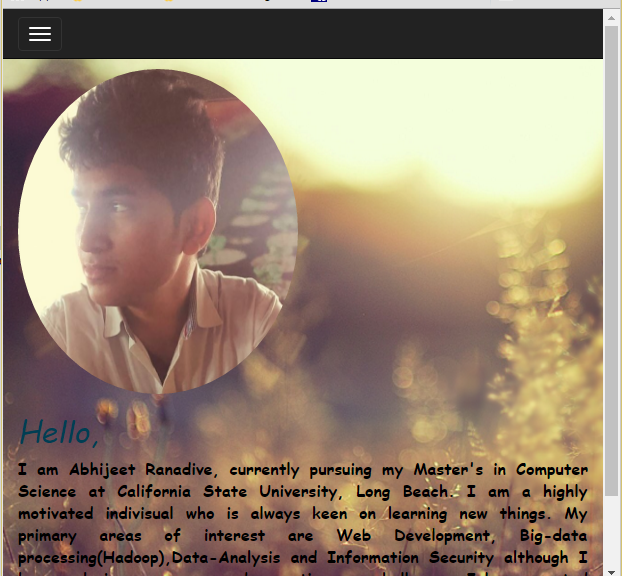 Hello,
I am Abhijeet Ranadive, currently pursuing my Master's in Computer
Science at California State University, Long Beach. I am a highly
motivated indivisual who is always keen on learning new things. My
primary areas of interest are Web Development, Big-data
processing(Hadoop),Data-Analysis and Information Security although I